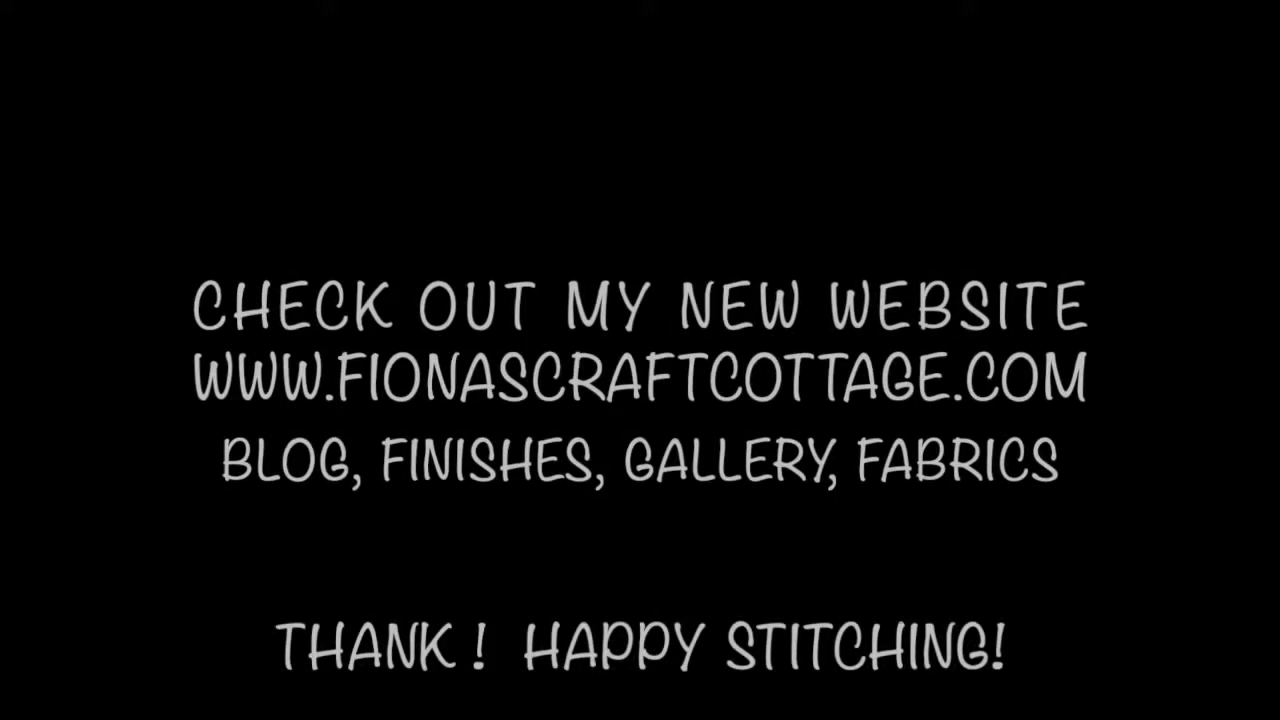 CHECK OUT MY NEW WEBSITE
WWW.FIONASCRAFTCOTTAGE.COM
BLOG, FINISHES, GALLERY, FABRICS
THANK ! HAPPY STITCHING!